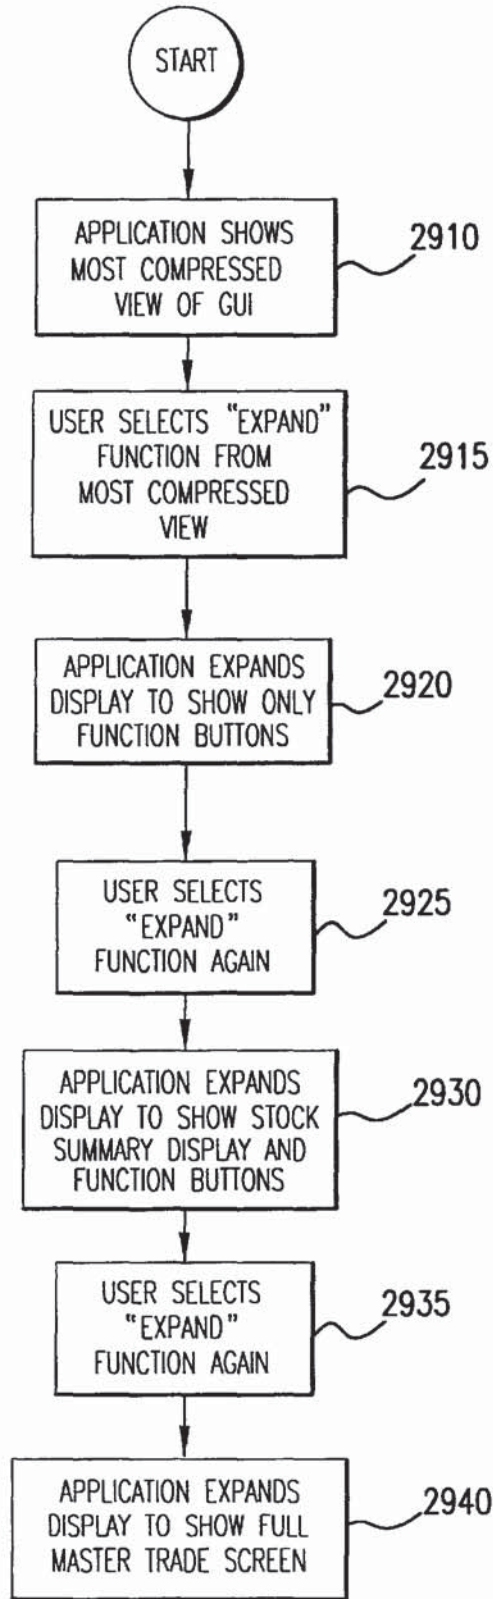 START
APPLICATION SHOWS
MOST COMPRESSED
VIEW OF GUI
2910
USER SELECTS "EXPAND"
FUNCTION FROM
MOST COMPRESSED
VIEW
2915
APPLICATION EXPANDS
DISPLAY TO SHOW ONLY
FUNCTION BUTTONS
2920
USER SELECTS
"EXPAND"
FUNCTION AGAIN
2925
APPLICATION EXPANDS
DISPLAY TO SHOW STOCK
SUMMARY DISPLAY AND
FUNCTION BUTTONS
2930
USER SELECTS
"EXPAND"
FUNCTION AGAIN
2935
APPLICATION EXPANDS
DISPLAY TO SHOW FULL
MASTER TRADE SCREEN
2940